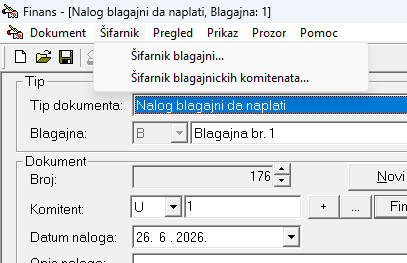 Finans - [Nalog blagajni da naplati, Blagajna: 1]
Dokument Šifarnik Pregled Prikaz Prozor Pomoc
Šifarnik blagajni...
Šifarnik blagajnickih komitenata...
Tip
Tip dokumenta: Nalog blagajni da naplati
Blagajna: B Blagajna br. 1
Dokument
Broj: 176 Novi
Komitent: U 1 + ... Fin
Datum naloga: 26. 6 . 2026.
Opis naloga: